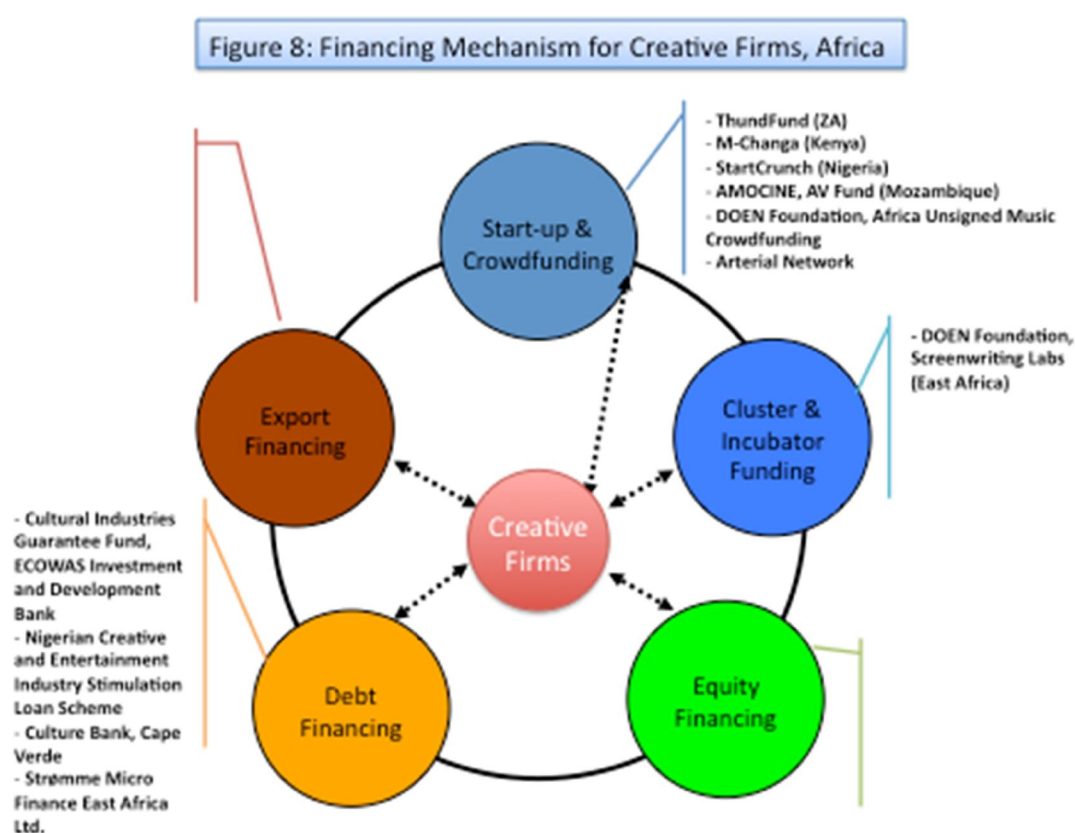 Figure 8: Financing Mechanism for Creative Firms, Africa
- ThundFund (ZA)
- M-Changa (Kenya)
- StartCrunch (Nigeria)
- AMOCINE, AV Fund (Mozambique)
- DOEN Foundation, Africa Unsigned Music
Crowdfunding
- Arterial Network
Start-up &
Crowdfunding
- DOEN Foundation,
Screenwriting Labs
(East Africa)
Cluster &
Incubator
Funding
Export
Financing
Creative
Firms
- Cultural Industries
Guarantee Fund,
ECOWAS Investment
and Development
Bank
- Nigerian Creative
and Entertainment
Industry Stimulation
Loan Scheme
- Culture Bank, Cape
Verde
- Strømme Micro
Finance East Africa
Ltd.
Debt
Financing
Equity
Financing